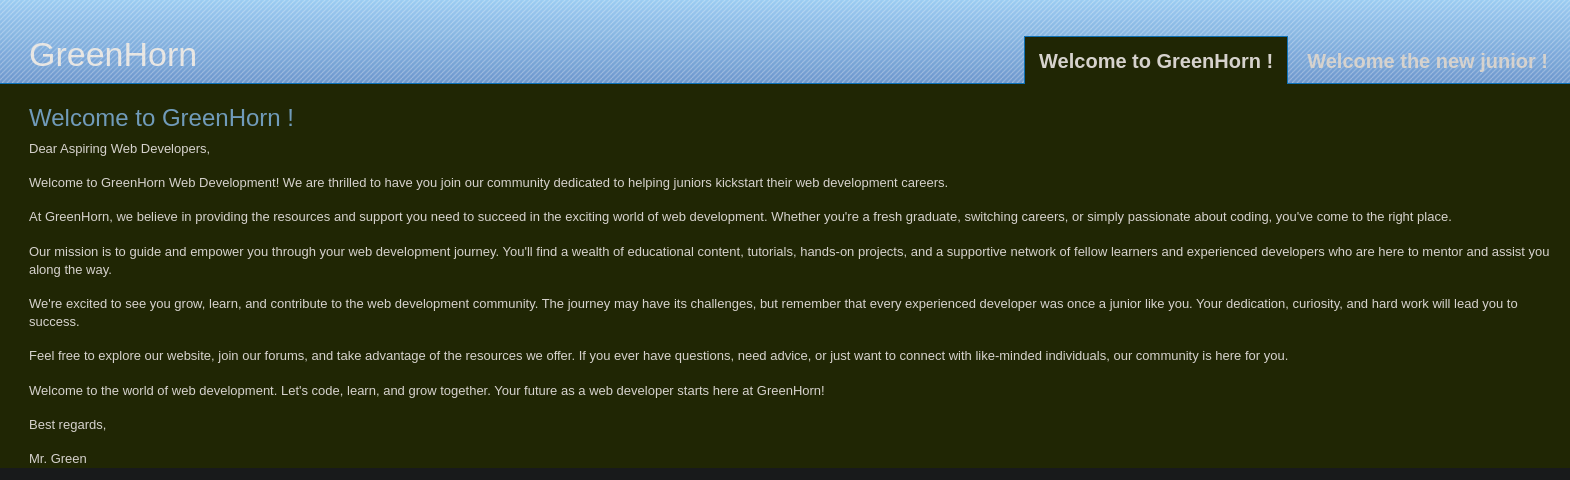 GreenHorn
Welcome to GreenHorn !
Welcome the new junior !
Welcome to GreenHorn !
Dear Aspiring Web Developers,
Welcome to GreenHorn Web Development! We are thrilled to have you join our community dedicated to helping juniors kickstart their web development careers.
At GreenHorn, we believe in providing the resources and support you need to succeed in the exciting world of web development. Whether you're a fresh graduate, switching careers, or simply passionate about coding, you've come to the right place.
Our mission is to guide and empower you through your web development journey. You'll find a wealth of educational content, tutorials, hands-on projects, and a supportive network of fellow learners and experienced developers who are here to mentor and assist you
along the way.
We're excited to see you grow, learn, and contribute to the web development community. The journey may have its challenges, but remember that every experienced developer was once a junior like you. Your dedication, curiosity, and hard work will lead you to
success.
Feel free to explore our website, join our forums, and take advantage of the resources we offer. If you ever have questions, need advice, or just want to connect with like-minded individuals, our community is here for you.
Welcome to the world of web development. Let's code, learn, and grow together. Your future as a web developer starts here at GreenHorn!
Best regards,
Mr. Green